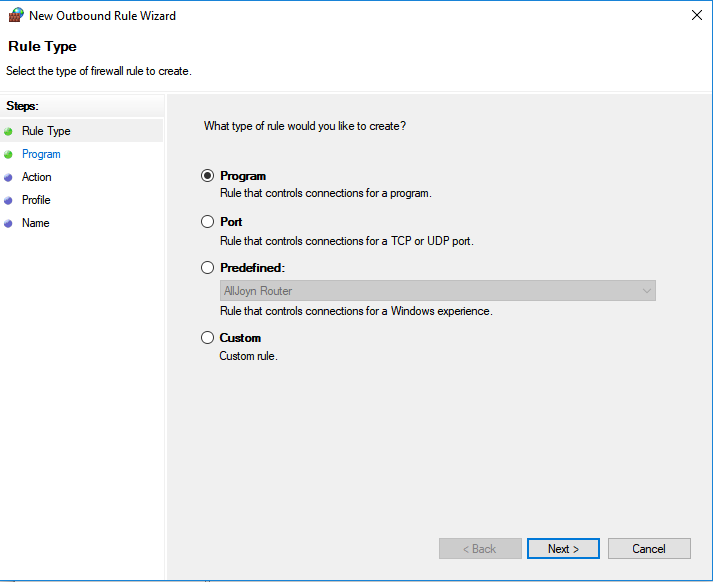 New Outbound Rule Wizard
Rule Type
Select the type of firewall rule to create.
Steps:
Rule Type
Program
Action
Profile
Name
What type of rule would you like to create?
Program
Rule that controls connections for a program.
Port
Rule that controls connections for a TCP or UDP port.
Predefined:
AllJoyn Router
Rule that controls connections for a Windows experience.
Custom
Custom rule.
< Back
Next >
Cancel